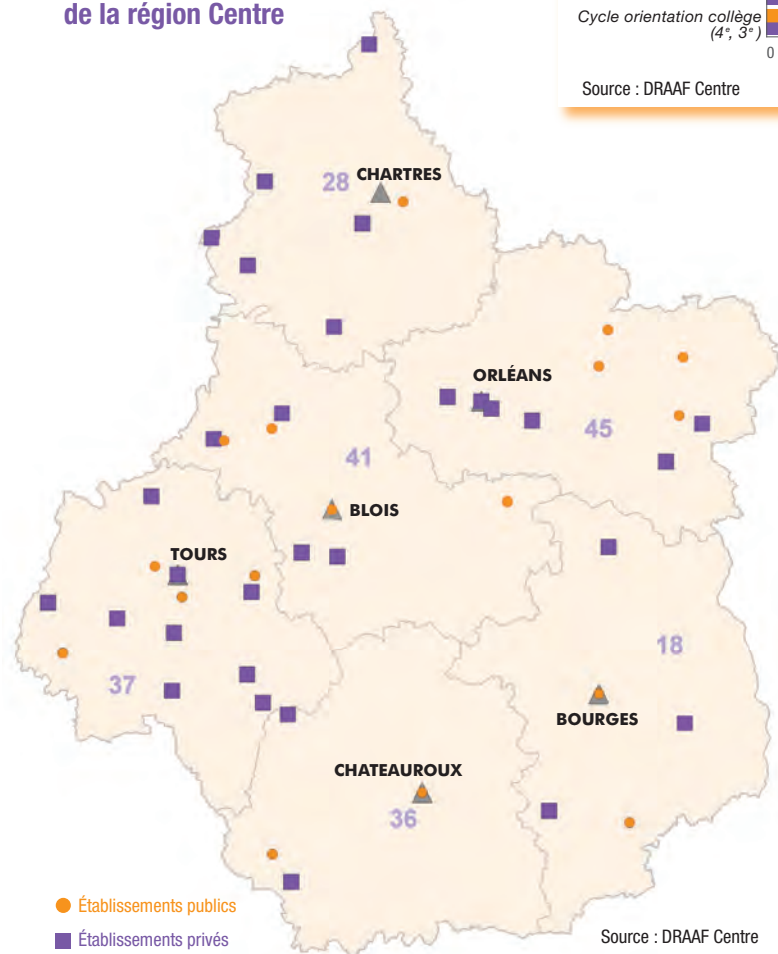 de la région Centre
Cycle orientation collège
(4e, 3e)
0
Source : DRAAF Centre
28
CHARTRES
ORLÉANS
45
41
BLOIS
TOURS
37
18
BOURGES
CHATEAUROUX
36
Établissements publics
Établissements privés
Source : DRAAF Centre